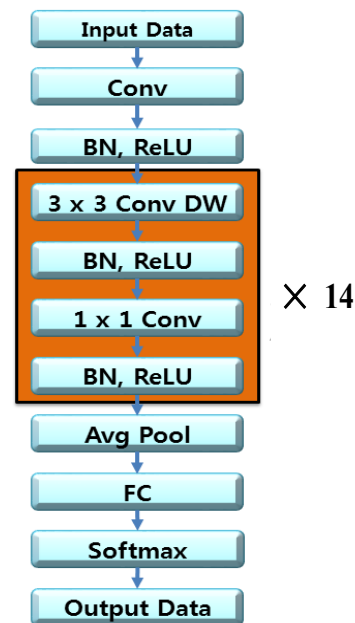 Input Data
Conv
BN, ReLU
3 x 3 Conv DW
BN, ReLU
1 x 1 Conv
BN, ReLU
× 14
Avg Pool
FC
Softmax
Output Data